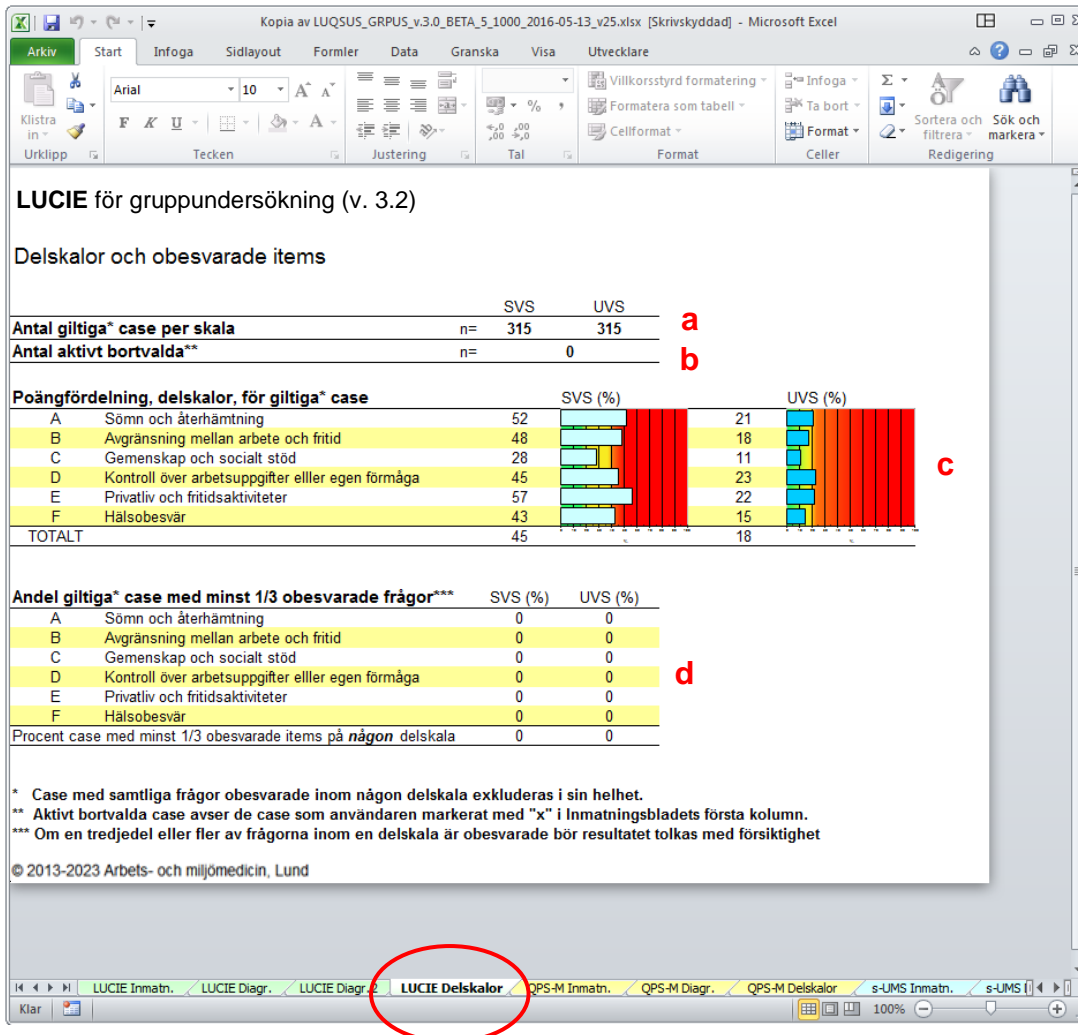 Kopia av LUQSUS_GRPUS_v.3.0_BETA_5_1000_2016-05-13_v25.xlsx [Skrivskyddad] - Microsoft Excel
Arkiv Start Infoga Sidlayout Formler Data Granska Visa Utvecklare
Klistra in
Arial 10 A A
F K U A
% ,
,0 ,00
,00 ,0
Villkorsstyrd formatering
Formatera som tabell
Cellformat
Infoga
Ta bort
Format
Σ
Sortera och filtrera
Sök och markera
Urklipp Tecken Justering Tal Format Celler Redigering
LUCIE för gruppundersökning (v. 3.2)
Delskalor och obesvarade items
SVS UVS
Antal giltiga* case per skala n= 315 315 a
Antal aktivt bortvalda** n= 0 b
Poängfördelning, delskalor, för giltiga* case SVS (%) UVS (%)
A Sömn och återhämtning 52 21
B Avgränsning mellan arbete och fritid 48 18
C Gemenskap och socialt stöd 28 11
c
D Kontroll över arbetsuppgifter elller egen förmåga 45 23
E Privatliv och fritidsaktiviteter 57 22
F Hälsobesvär 43 15
TOTALT 45 18
Andel giltiga* case med minst 1/3 obesvarade frågor*** SVS (%) UVS (%)
A Sömn och återhämtning 0 0
B Avgränsning mellan arbete och fritid 0 0
C Gemenskap och socialt stöd 0 0
D Kontroll över arbetsuppgifter elller egen förmåga 0 0 d
E Privatliv och fritidsaktiviteter 0 0
F Hälsobesvär 0 0
Procent case med minst 1/3 obesvarade items på någon delskala 0 0
* Case med samtliga frågor obesvarade inom någon delskala exkluderas i sin helhet.
** Aktivt bortvalda case avser de case som användaren markerat med "x" i Inmatningsbladets första kolumn.
*** Om en tredjedel eller fler av frågorna inom en delskala är obesvarade bör resultatet tolkas med försiktighet
© 2013-2023 Arbets- och miljömedicin, Lund
LUCIE Inmatn. LUCIE Diagr. LUCIE Diagr.2 LUCIE Delskalor QPS-M Inmatn. QPS-M Diagr. QPS-M Delskalor s-UMS Inmatn. s-UMS
Klar 100%